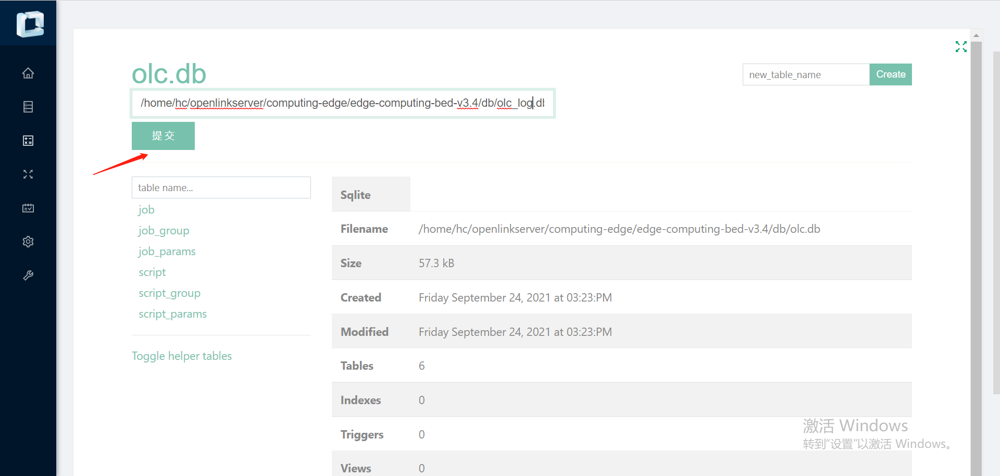 olc.db
new_table_name
Create
/home/hc/openlinkserver/computing-edge/edge-computing-bed-v3.4/db/olc_log.db
提 交
table name...
job
job_group
job_params
script
script_group
script_params
Toggle helper tables
Sqlite
Filename /home/hc/openlinkserver/computing-edge/edge-computing-bed-v3.4/db/olc.db
Size 57.3 kB
Created Friday September 24, 2021 at 03:23:PM
Modified Friday September 24, 2021 at 03:23:PM
Tables 6
Indexes 0
Triggers 0
Views 0
激活 Windows
转到“设置”以激活 Windows。